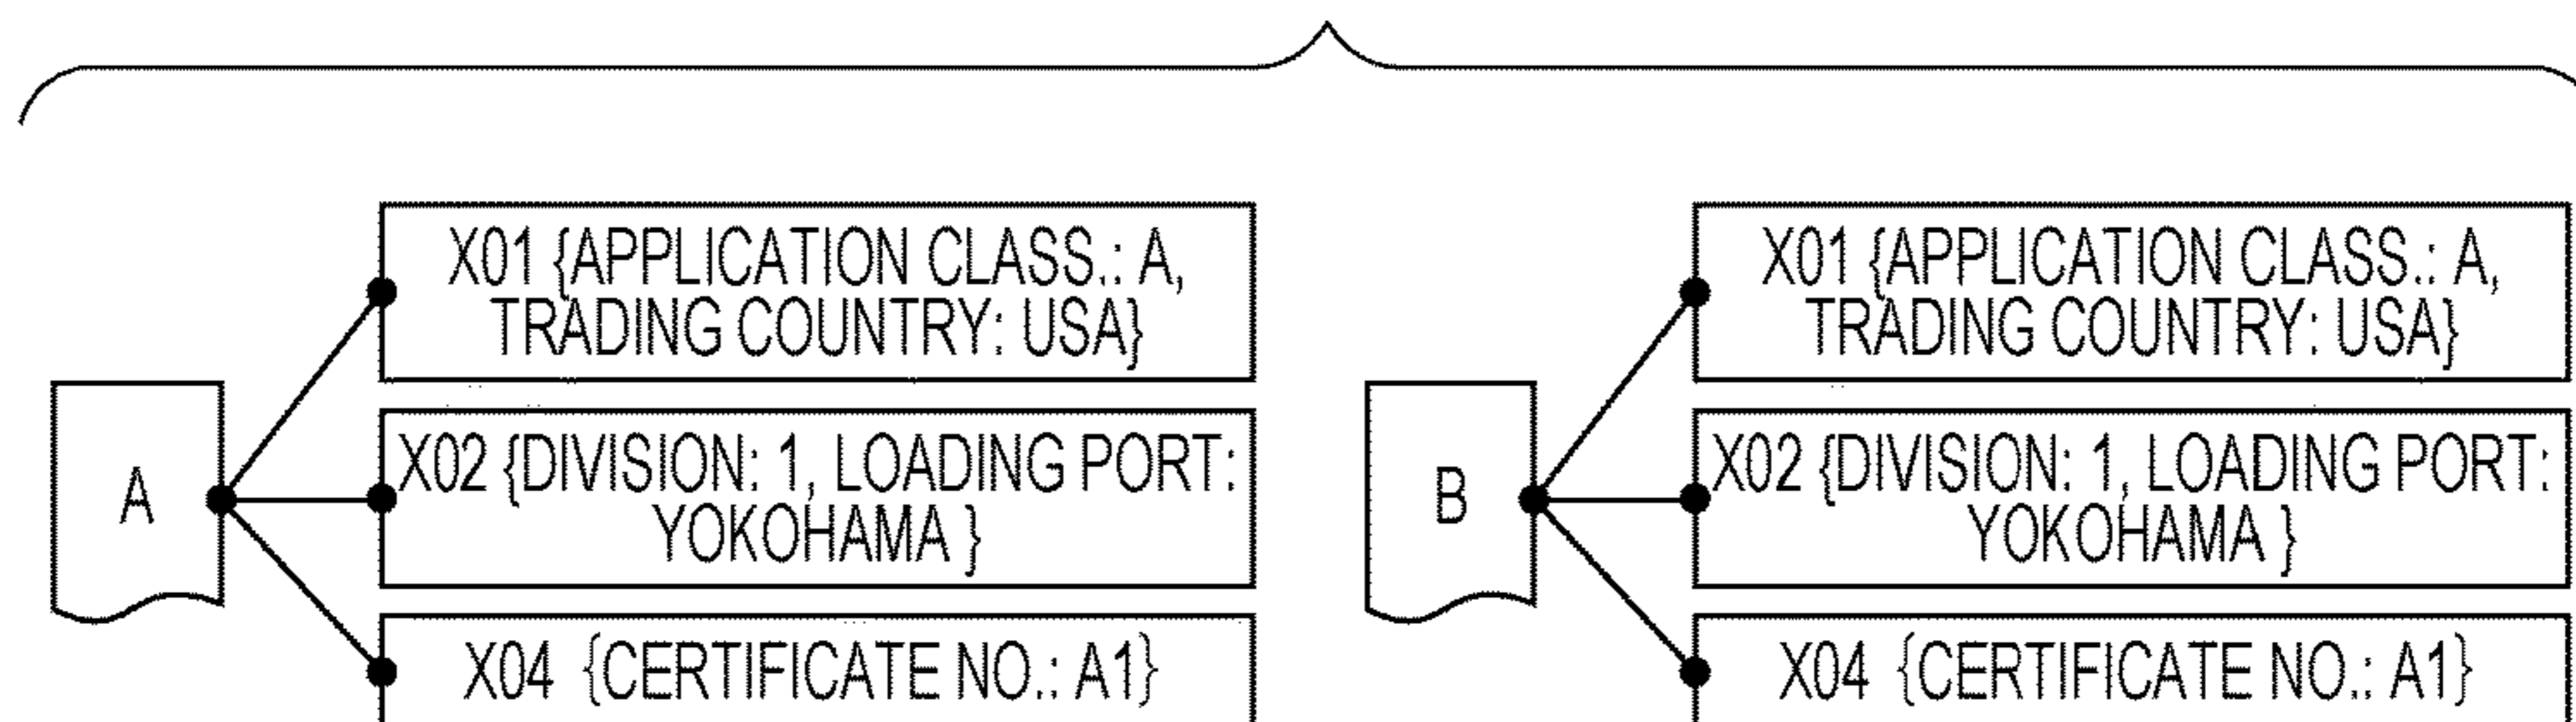 X01 {APPLICATION CLASS.: A,
TRADING COUNTRY: USA}
A
X02 {DIVISION: 1, LOADING PORT:
YOKOHAMA }
X04 {CERTIFICATE NO.: A1}
X01 {APPLICATION CLASS.: A,
TRADING COUNTRY: USA}
B
X02 {DIVISION: 1, LOADING PORT:
YOKOHAMA }
X04 {CERTIFICATE NO.: A1}